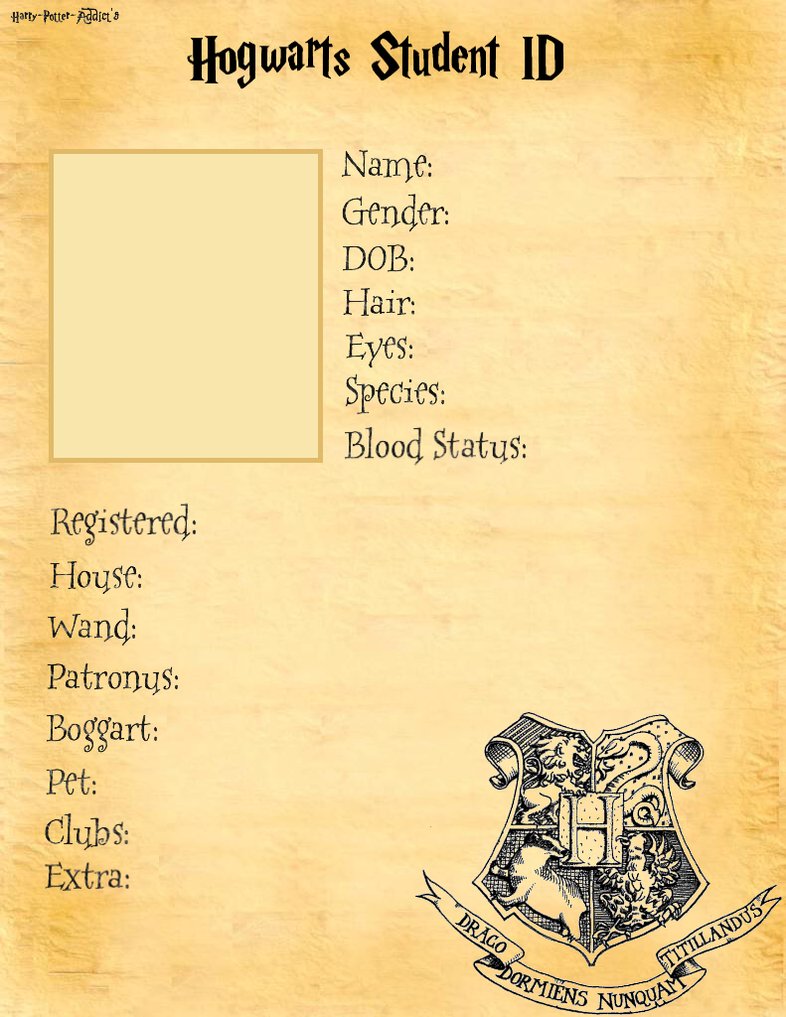 Harry-Potter-Addict's
Hogwarts Student ID
Name:
Gender:
DOB:
Hair:
Eyes:
Species:
Blood Status:
Registered:
House:
Wand:
Patronus:
Boggart:
Pet:
Clubs:
Extra:
H
DRACO DORMIENS NUNQUAM TITILLANDUS